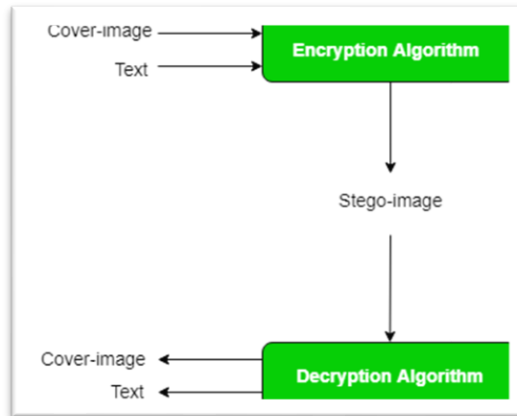 Cover-image
Encryption Algorithm
Text
Stego-image
Cover-image
Decryption Algorithm
Text